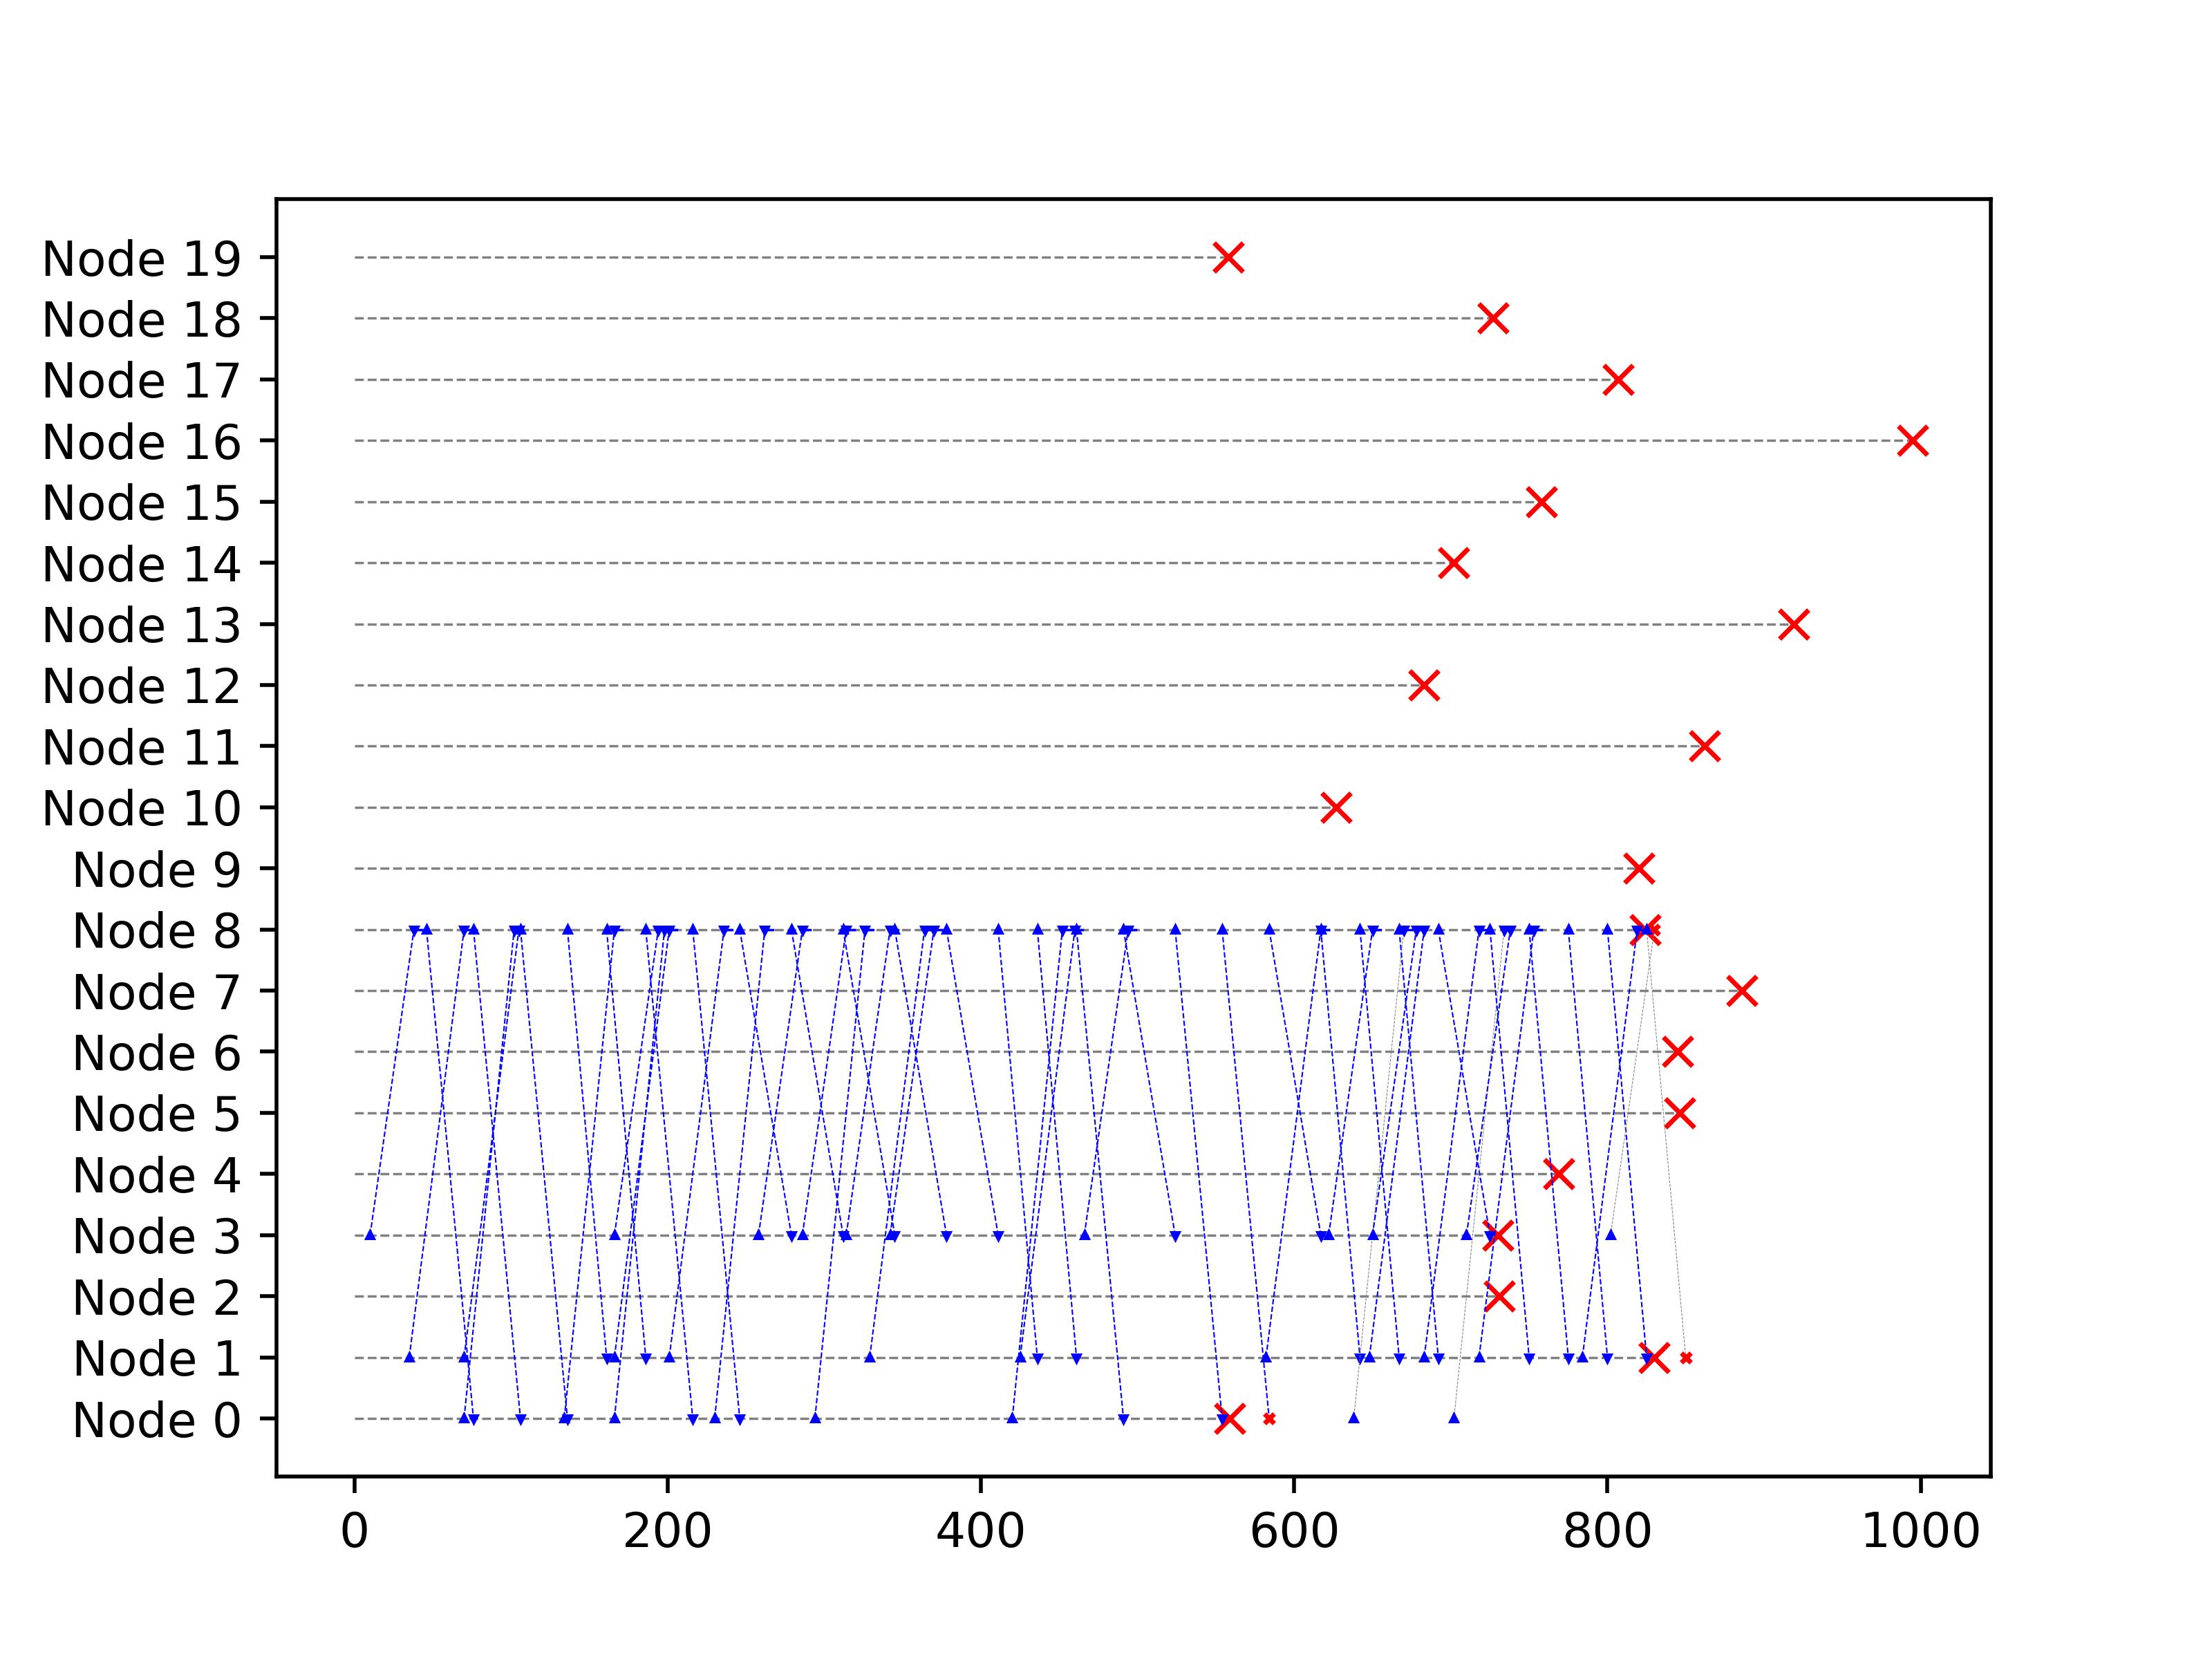 Node 19
Node 18
Node 17
Node 16
Node 15
Node 14
Node 13
Node 12
Node 11
Node 10
Node 9
Node 8
Node 7
Node 6
Node 5
Node 4
Node 3
Node 2
Node 1
Node 0
0 200 400 600 800 1000